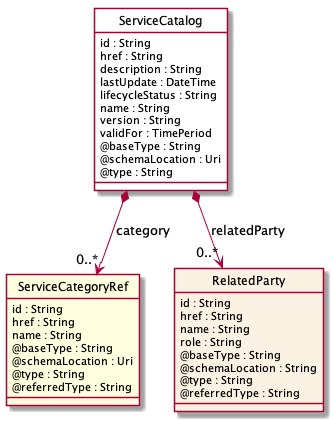 ServiceCatalog
id : String
href : String
description : String
lastUpdate : DateTime
lifecycleStatus : String
name : String
version : String
validFor : TimePeriod
@baseType : String
@schemaLocation : Uri
@type : String
category
relatedParty
0..*
0..*
ServiceCategoryRef
id : String
href : String
name : String
@baseType : String
@schemaLocation : Uri
@type : String
@referredType : String
RelatedParty
id : String
href : String
name : String
role : String
@baseType : String
@schemaLocation : String
@type : String
@referredType : String